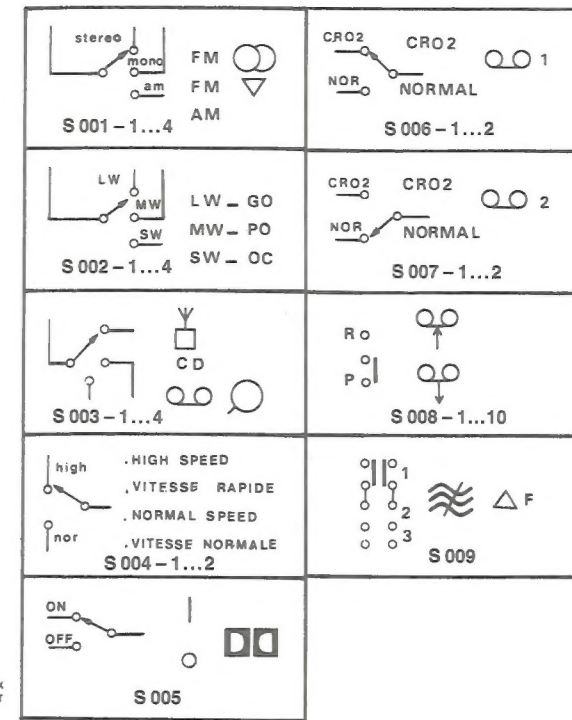 stereo
mono
am
FM
FM
AM
S 001 – 1...4
CRO2
NOR
CRO2
NORMAL
1
S 006 – 1...2
LW
MW
SW
LW – GO
MW – PO
SW – OC
S 002 – 1...4
CRO2
NOR
CRO2
NORMAL
2
S 007 – 1...2
CD
S 003 – 1...4
R
P
S 008 – 1...10
high
nor
.HIGH SPEED
.VITESSE RAPIDE
.NORMAL SPEED
.VITESSE NORMALE
S 004 – 1...2
1
2
3
F
S 009
ON
OFF
S 005